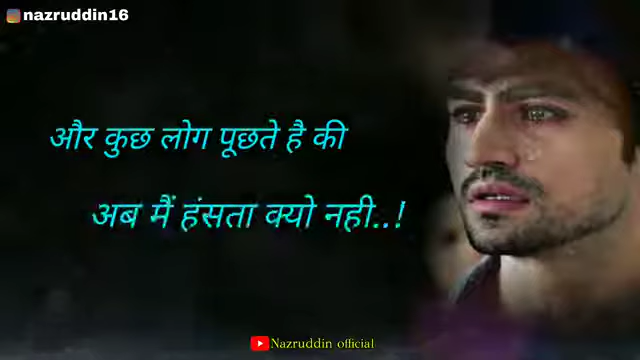 nazruddin16
और कुछ लोग पूछते है की
अब मैं हंसता क्यो नही..!
Nazruddin official